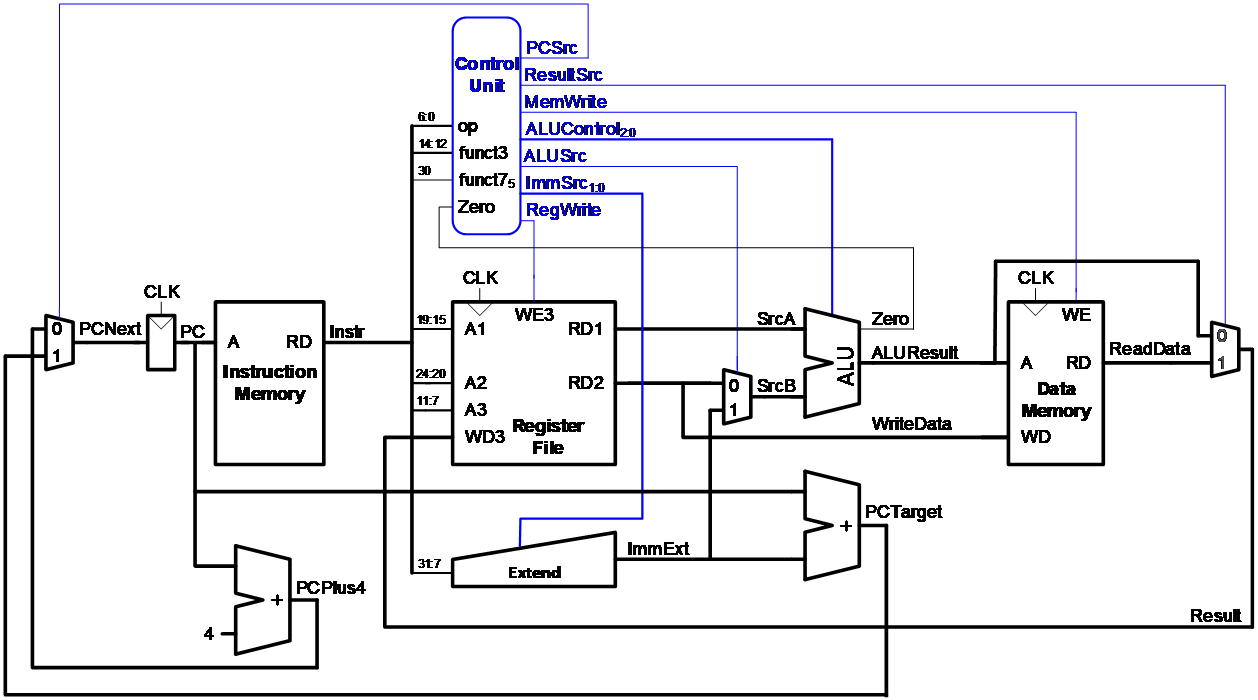 PCSrc
Control
Unit
ResultSrc
MemWrite
6:0
op
ALUControl2:0
14:12
funct3
ALUSrc
30
funct75
ImmSrc1:0
Zero
RegWrite
CLK
CLK
CLK
0
1
PCNext
PC
A
RD
Instruction
Memory
Instr
19:15
A1
WE3
RD1
SrcA
Zero
WE
24:20
A2
RD2
0
1
SrcB
ALU
ALUResult
A
RD
ReadData
0
1
11:7
A3
WD3
Register
File
WriteData
Data
Memory
WD
+
PCTarget
31:7
Extend
ImmExt
4
+
PCPlus4
Result